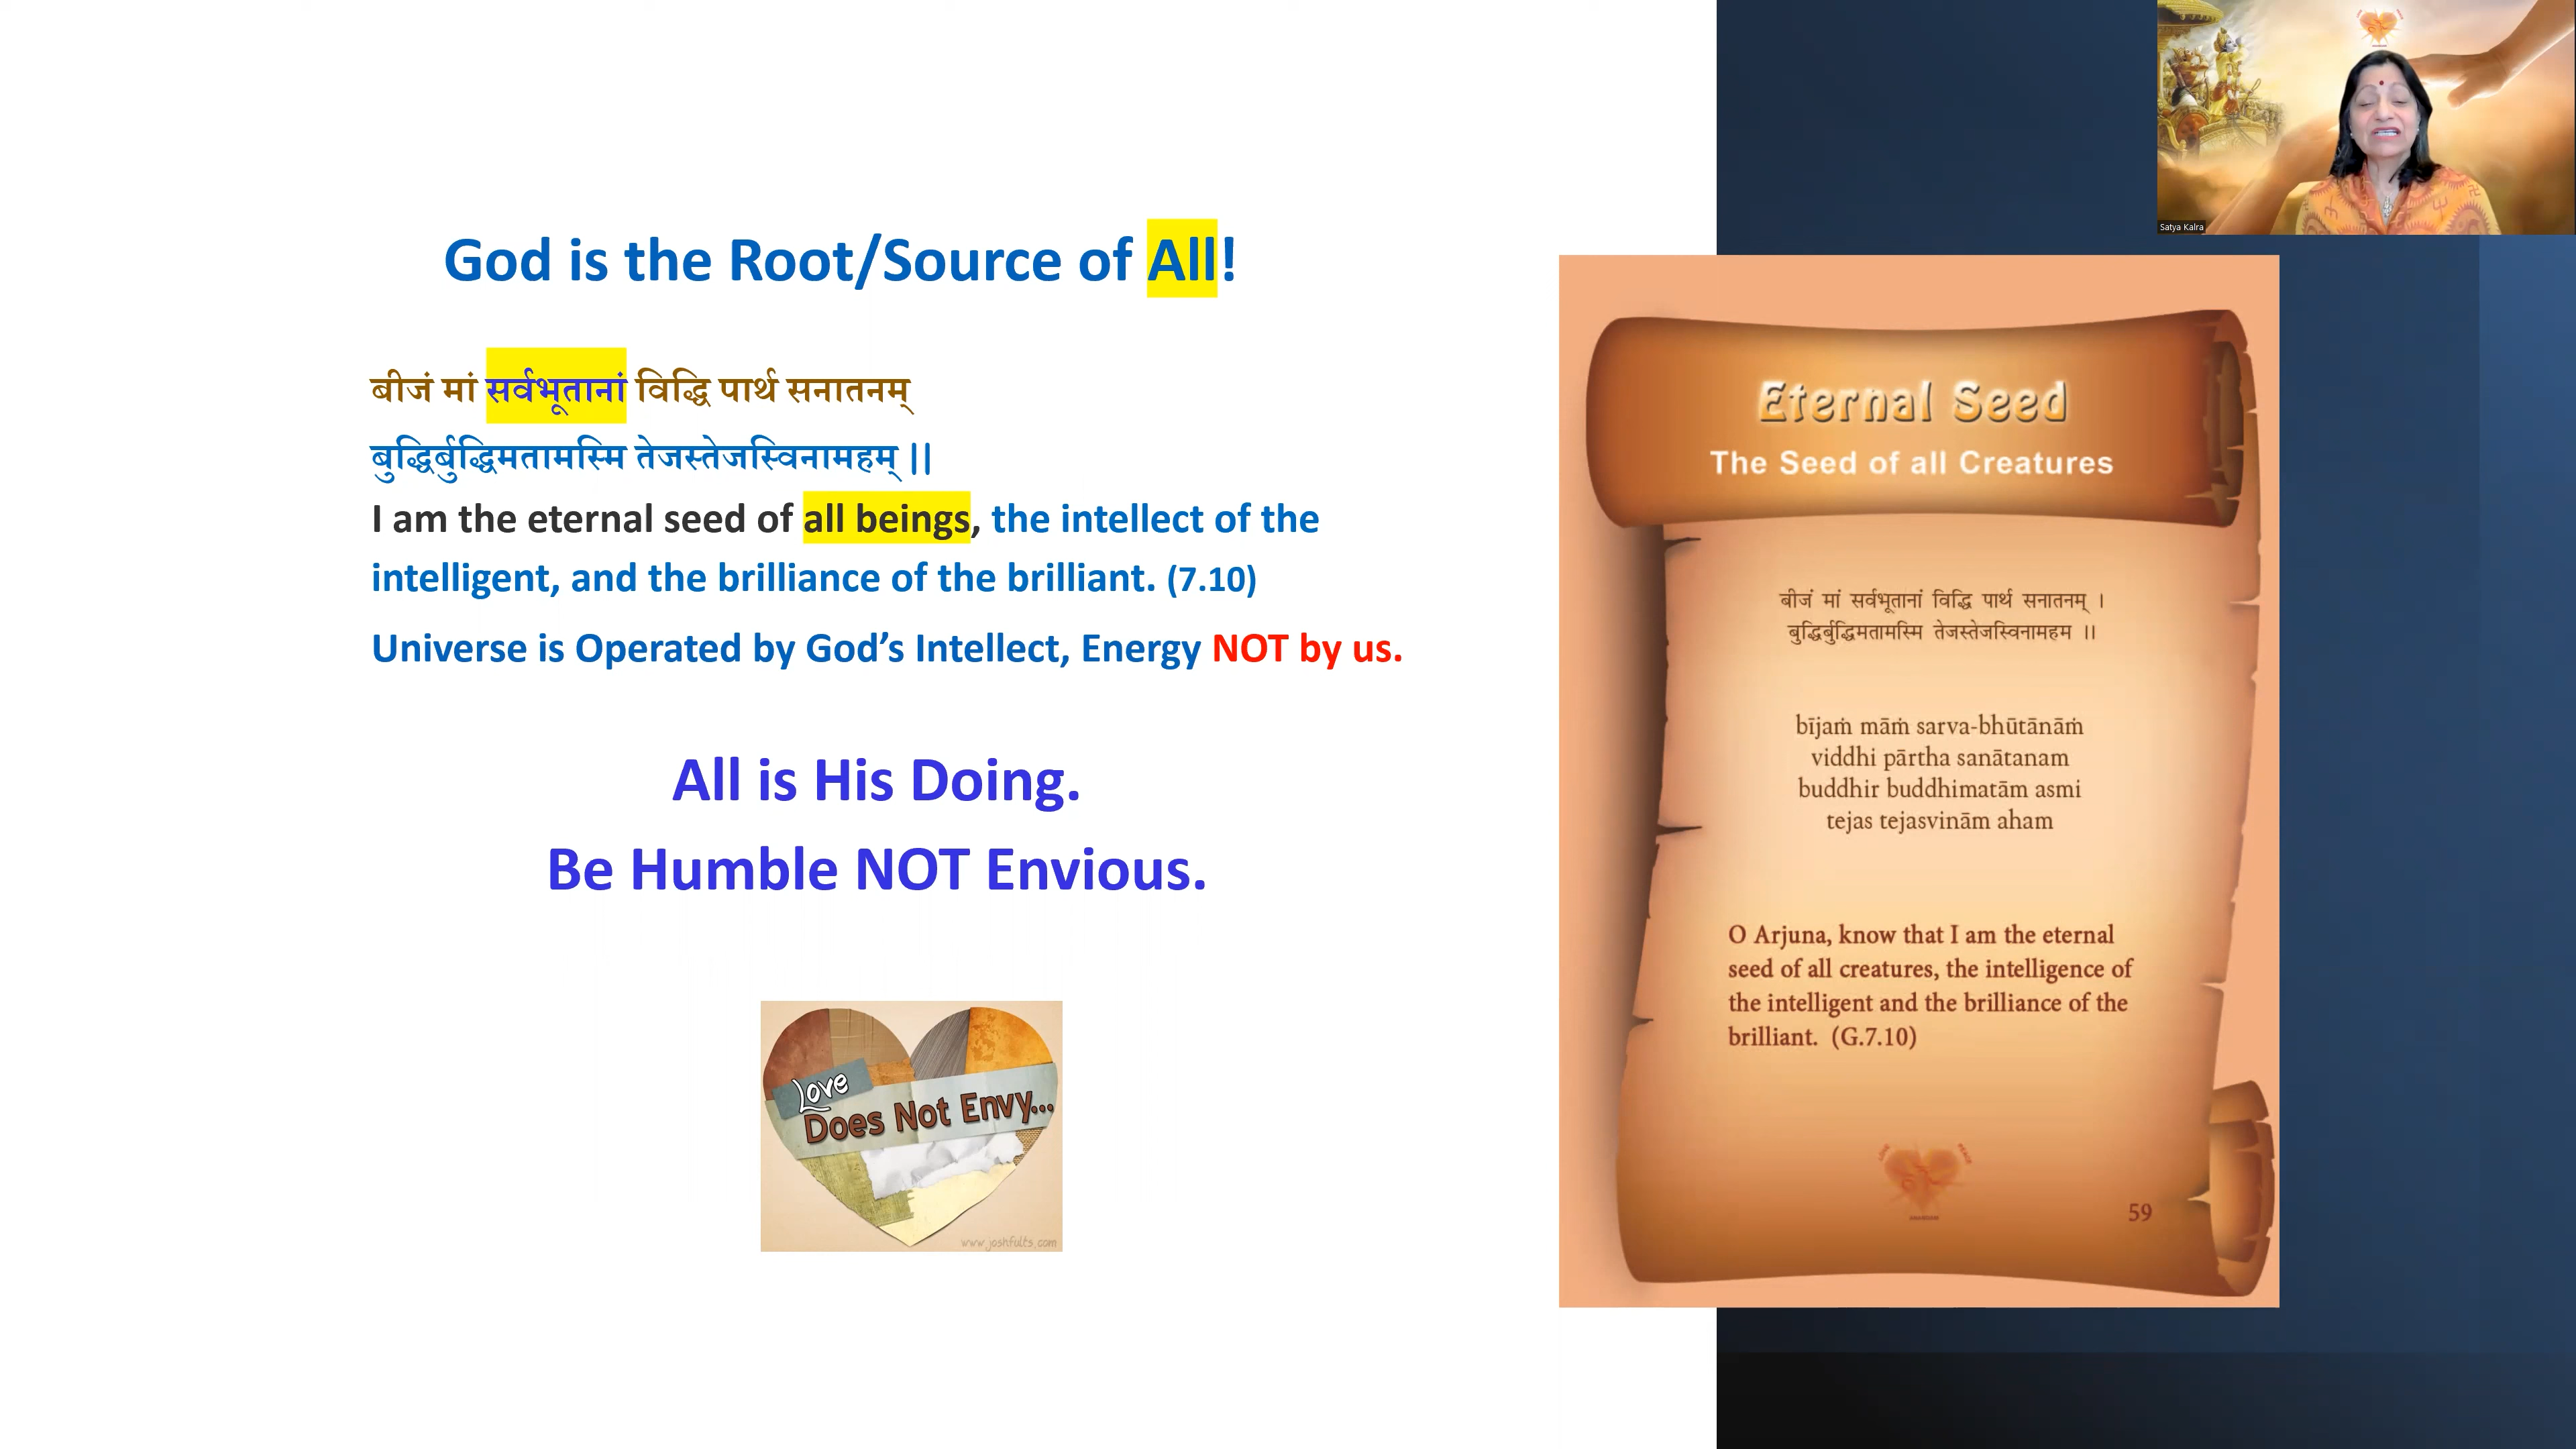 God is the Root/Source of All!
बीजं मां सर्वभूतानां विद्धि पार्थ सनातनम्
बुद्धिर्बुद्धिमतामस्मि तेजस्तेजस्विनामहम् ||
I am the eternal seed of all beings, the intellect of the
intelligent, and the brilliance of the brilliant. (7.10)
Universe is Operated by God’s Intellect, Energy NOT by us.
All is His Doing.
Be Humble NOT Envious.
Love
Does Not Envy...
www.joshfults.com
Satya Kalra
Eternal Seed
The Seed of all Creatures
बीजं मां सर्वभूतानां विद्धि पार्थ सनातनम् ।
बुद्धिर्बुद्धिमतामस्मि तेजस्तेजस्विनामहम ।।
bījaṁ māṁ sarva-bhūtānāṁ
viddhi pārtha sanātanam
buddhir buddhimatām asmi
tejas tejasvinām aham
O Arjuna, know that I am the eternal
seed of all creatures, the intelligence of
the intelligent and the brilliance of the
brilliant. (G.7.10)
59